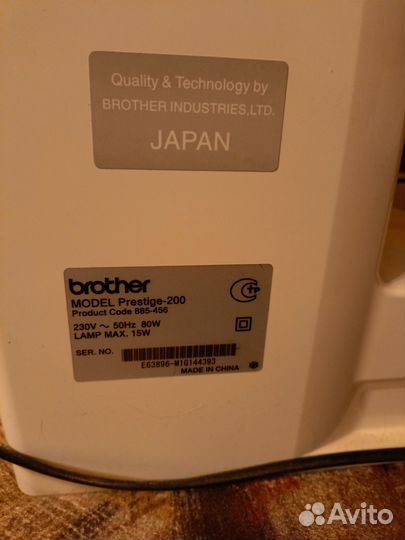 Quality & Technology by
BROTHER INDUSTRIES,LTD.
JAPAN
brother
MODEL Prestige-200
Product Code 885-456
230V ~ 50Hz 80W
LAMP MAX. 15W
SER. NO.
E63896-M1G144393
MADE IN CHINA
Avito